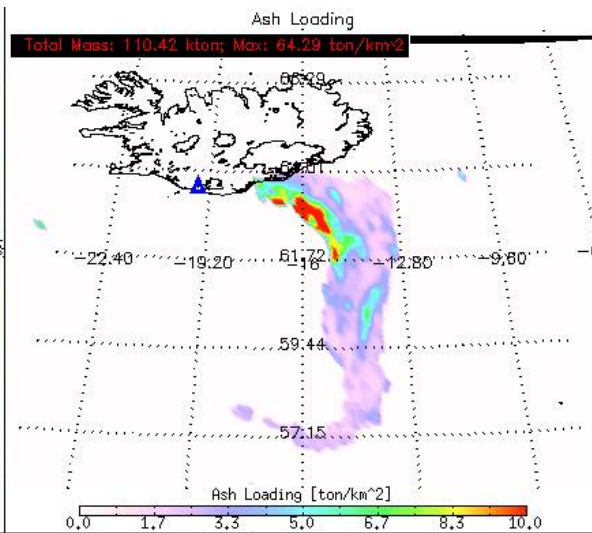 Ash Loading
Total Mass: 110.42 kton; Max: 64.29 ton/km^2
61.72
-22.40 -19.20 -16 -12.80 -9.60
59.44
57.15
Ash Loading [ton/km^2]
0.0 1.7 3.3 5.0 6.7 8.3 10.0